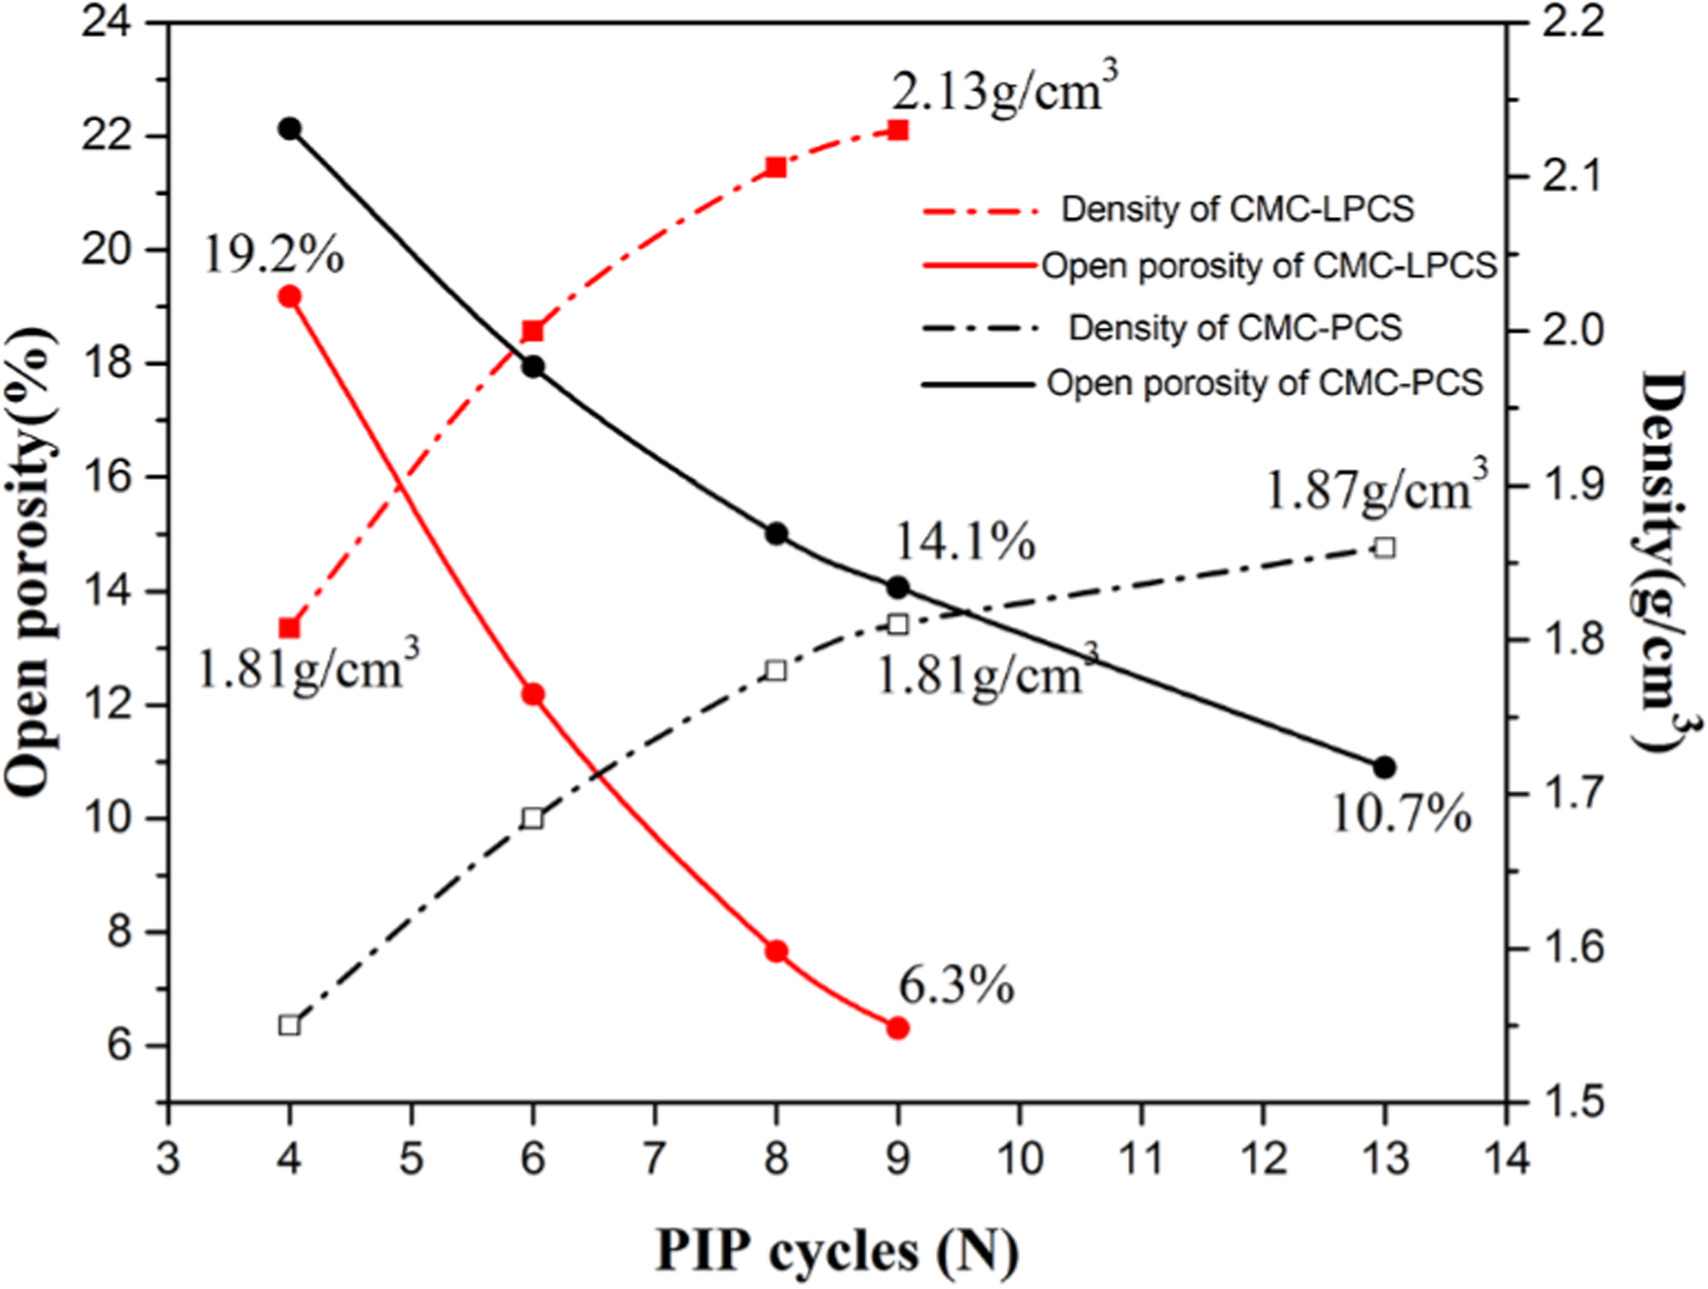 24
22
20
18
16
14
12
10
8
6
Open porosity(%)
2.2
2.1
2.0
1.9
1.8
1.7
1.6
1.5
Density(g/cm³)
3 4 5 6 7 8 9 10 11 12 13 14
PIP cycles (N)
2.13g/cm³
19.2%
Density of CMC-LPCS
Open porosity of CMC-LPCS
Density of CMC-PCS
Open porosity of CMC-PCS
1.87g/cm³
14.1%
1.81g/cm³
1.81g/cm³
10.7%
6.3%